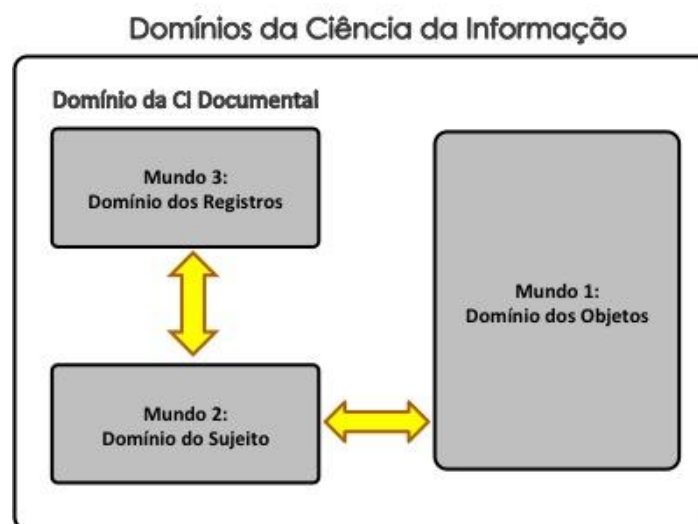 Domínios da Ciência da Informação
Domínio da CI Documental
Mundo 3:
Domínio dos Registros
Mundo 1:
Domínio dos Objetos
Mundo 2:
Domínio do Sujeito